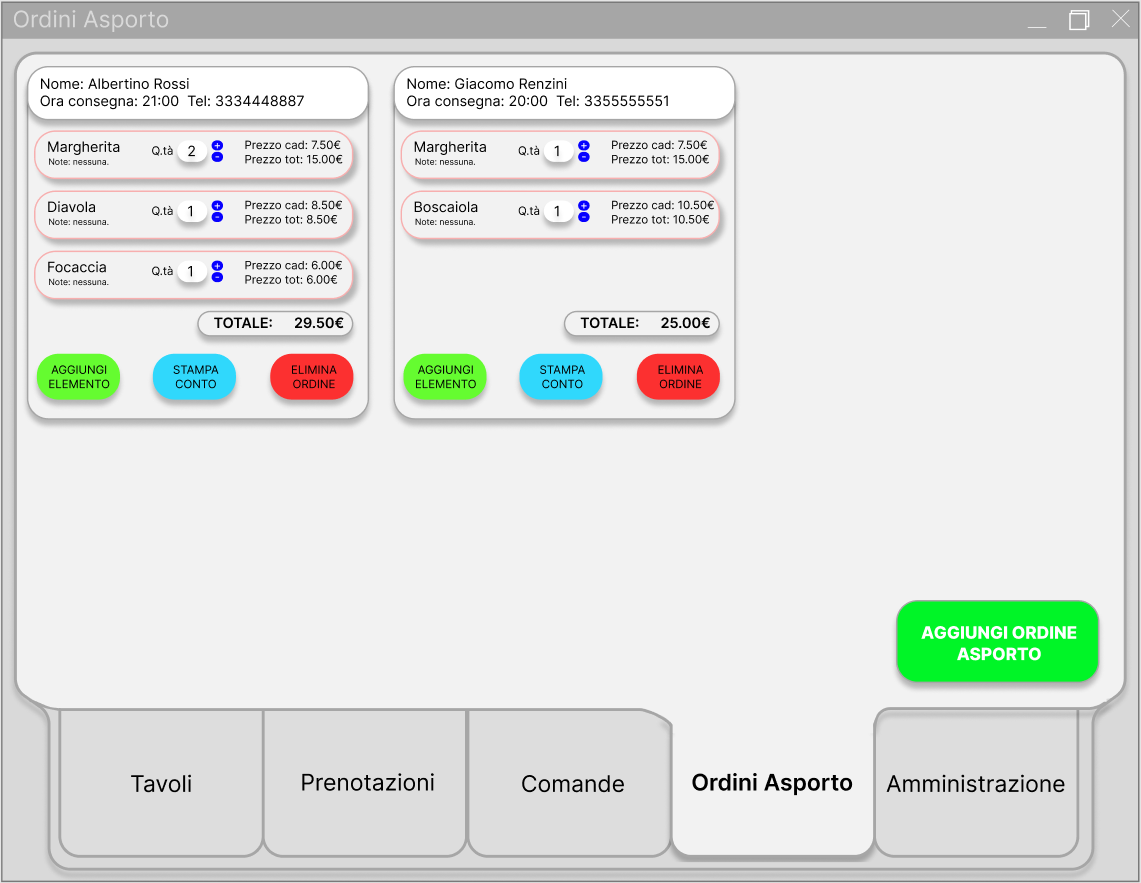 Ordini Asporto
Nome: Albertino Rossi
Ora consegna: 21:00 Tel: 3334448887
Margherita
Note: nessuna.
Q.tà 2 + -
Prezzo cad: 7.50€
Prezzo tot: 15.00€
Diavola
Note: nessuna.
Q.tà 1 + -
Prezzo cad: 8.50€
Prezzo tot: 8.50€
Focaccia
Note: nessuna.
Q.tà 1 + -
Prezzo cad: 6.00€
Prezzo tot: 6.00€
TOTALE: 29.50€
AGGIUNGI
ELEMENTO
STAMPA
CONTO
ELIMINA
ORDINE
Nome: Giacomo Renzini
Ora consegna: 20:00 Tel: 3355555551
Margherita
Note: nessuna.
Q.tà 1 + -
Prezzo cad: 7.50€
Prezzo tot: 15.00€
Boscaiola
Note: nessuna.
Q.tà 1 + -
Prezzo cad: 10.50€
Prezzo tot: 10.50€
TOTALE: 25.00€
AGGIUNGI
ELEMENTO
STAMPA
CONTO
ELIMINA
ORDINE
AGGIUNGI ORDINE
ASPORTO
Tavoli
Prenotazioni
Comande
Ordini Asporto
Amministrazione